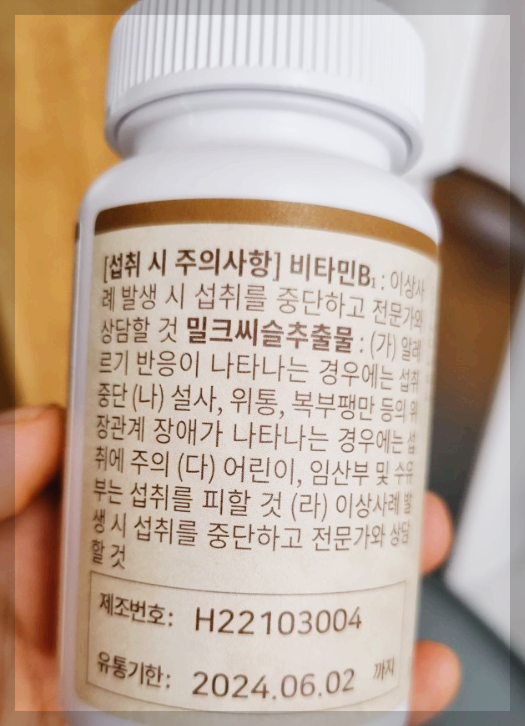 [섭취 시 주의사항] 비타민B₁ : 이상사
례 발생 시 섭취를 중단하고 전문가와
상담할 것 밀크씨슬추출물 : (가) 알레
르기 반응이 나타나는 경우에는 섭취
중단 (나) 설사, 위통, 복부팽만 등의 위
장관계 장애가 나타나는 경우에는 섭
취에 주의 (다) 어린이, 임산부 및 수유
부는 섭취를 피할 것 (라) 이상사례 발
생 시 섭취를 중단하고 전문가와 상담
할 것
제조번호: H22103004
유통기한: 2024.06.02 까지